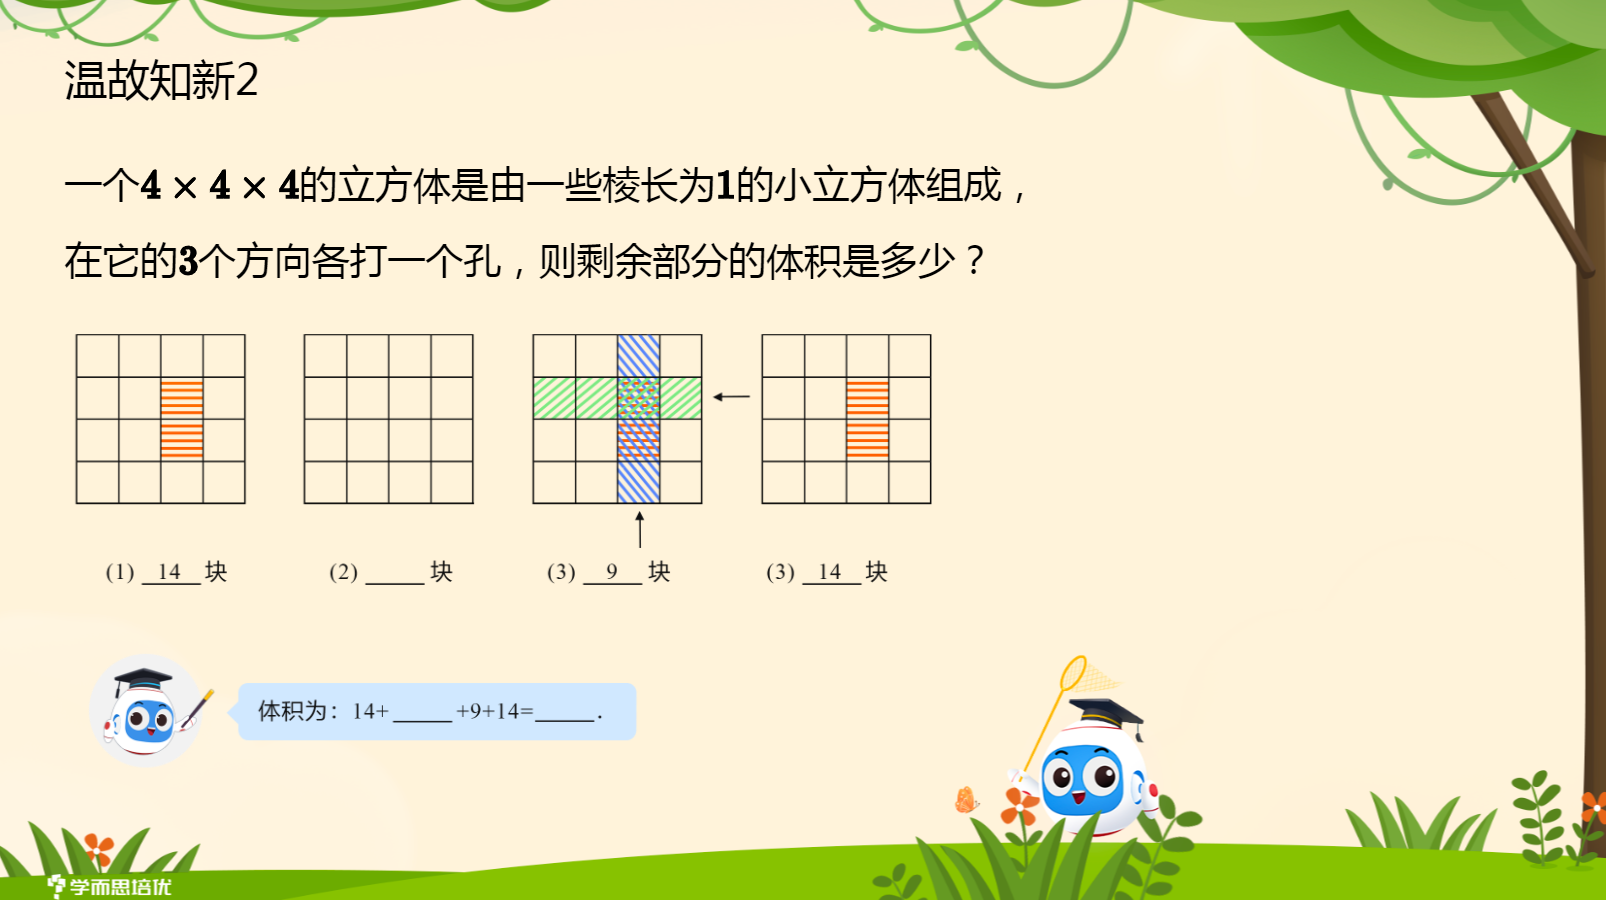 温故知新2
一个4 × 4 × 4的立方体是由一些棱长为1的小立方体组成，
在它的3个方向各打一个孔，则剩余部分的体积是多少？
(1) 14 块 (2) _____ 块 (3) 9 块 (3) 14 块
体积为：14+ _____ +9+14=_____.
学而思培优